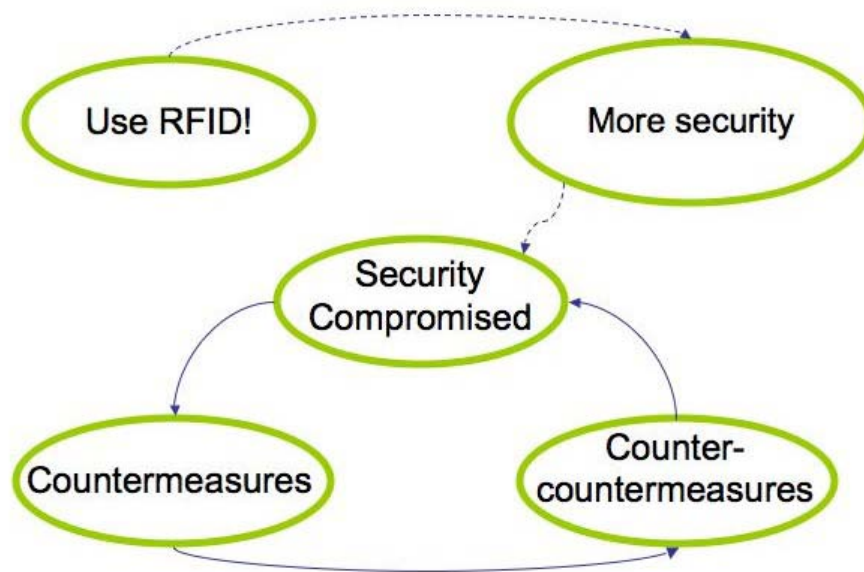 Use RFID!
More security
Security
Compromised
Countermeasures
Counter-
countermeasures